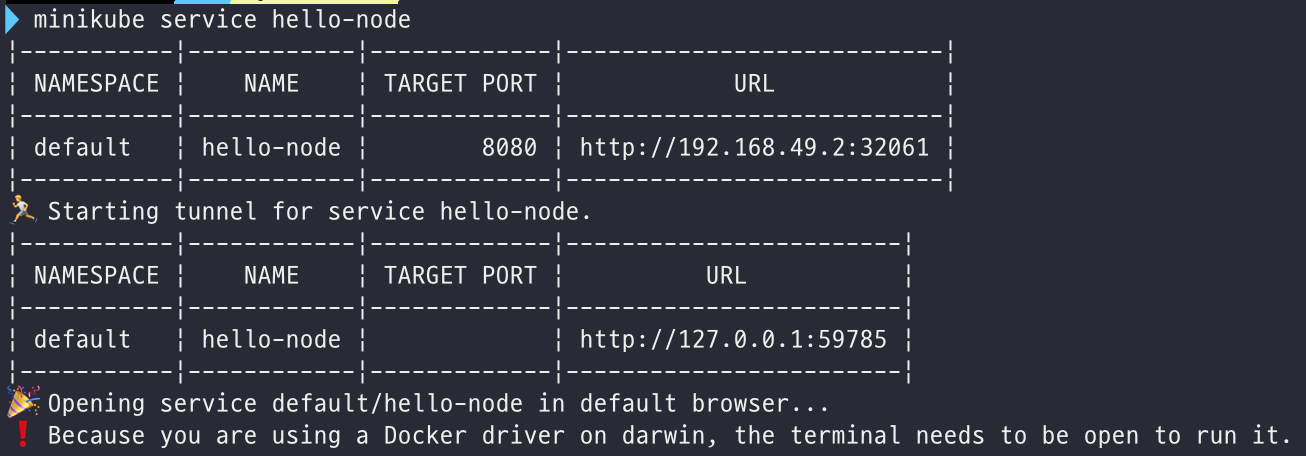 minikube service hello-node
|-----------|------------|-------------|---------------------------|
| NAMESPACE |    NAME    | TARGET PORT |            URL            |
|-----------|------------|-------------|---------------------------|
| default   | hello-node |        8080 | http://192.168.49.2:32061 |
|-----------|------------|-------------|---------------------------|
🏃 Starting tunnel for service hello-node.
|-----------|------------|-------------|------------------------|
| NAMESPACE |    NAME    | TARGET PORT |          URL           |
|-----------|------------|-------------|------------------------|
| default   | hello-node |             | http://127.0.0.1:59785 |
|-----------|------------|-------------|------------------------|
🎉 Opening service default/hello-node in default browser...
❗ Because you are using a Docker driver on darwin, the terminal needs to be open to run it.